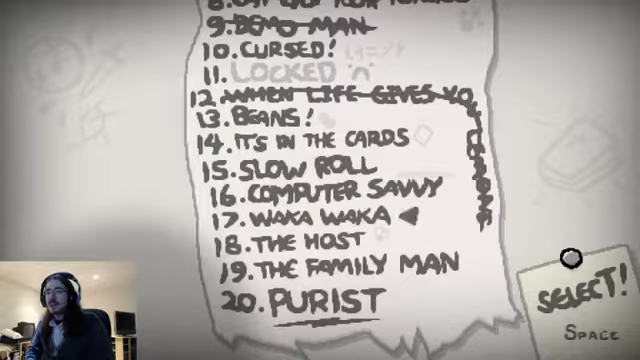 9. DEMO MAN
10. CURSED!
11. LOCKED
12. WHEN LIFE GIVES YOU LEMONS
13. BEANS!
14. IT'S IN THE CARDS
15. SLOW ROLL
16. COMPUTER SAVVY
17. WAKA WAKA
18. THE HOST
19. THE FAMILY MAN
20. PURIST
SELECT!
SPACE